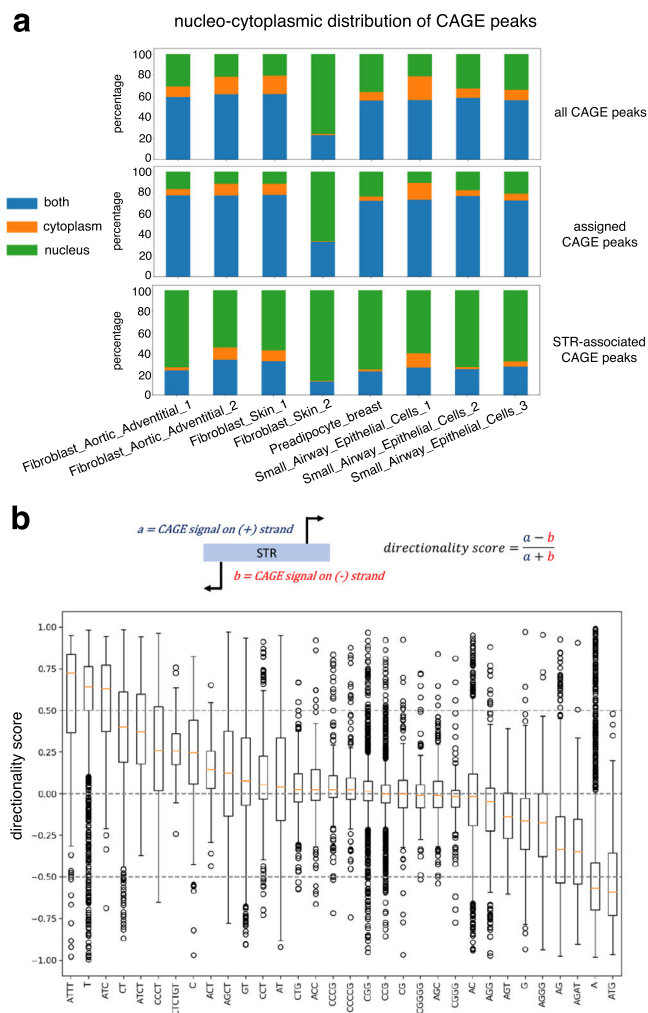 a
nucleo-cytoplasmic distribution of CAGE peaks
both
cytoplasm
nucleus
percentage
100
80
60
40
20
0
all CAGE peaks
percentage
100
80
60
40
20
0
assigned
CAGE peaks
percentage
100
80
60
40
20
0
STR-associated
CAGE peaks
Fibroblast_Aortic_Adventitial_1
Fibroblast_Aortic_Adventitial_2
Fibroblast_Skin_1
Fibroblast_Skin_2
Preadipocyte_breast
Small_Airway_Epithelial_Cells_1
Small_Airway_Epithelial_Cells_2
Small_Airway_Epithelial_Cells_3
b
a = CAGE signal on (+) strand
STR
b = CAGE signal on (-) strand
directionality score = a − b / a + b
directionality score
1.00
0.75
0.50
0.25
0.00
−0.25
−0.50
−0.75
−1.00
ATTT
T
ATC
CT
ATCT
CCCT
CTCTGT
C
ACT
AGCT
GT
CCT
AT
CTG
ACC
CCCG
CCCCG
CGG
CCG
CG
CGGGG
AGC
CGGG
AC
AGG
AGT
G
AGGG
AG
AGAT
A
ATG